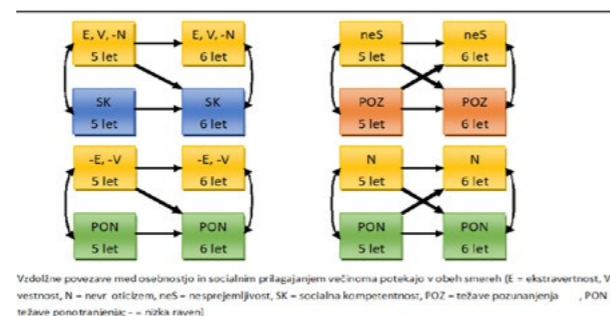 E, V, -N
5 let
E, V, -N
6 let
neS
5 let
neS
6 let
SK
5 let
SK
6 let
POZ
5 let
POZ
6 let
-E, -V
5 let
-E, -V
6 let
N
5 let
N
6 let
PON
5 let
PON
6 let
PON
5 let
PON
6 let
Vzdolžne povezave med osebnostjo in socialnim prilagajanjem večinoma potekajo v obeh smereh (E = ekstravertnost, V
vestnost, N = nevr oticizem, neS = nesprejemljivost, SK = socialna kompetentnost, POZ = težave pozunanjenja , PON
težave ponotranjenja; - = nizka raven)